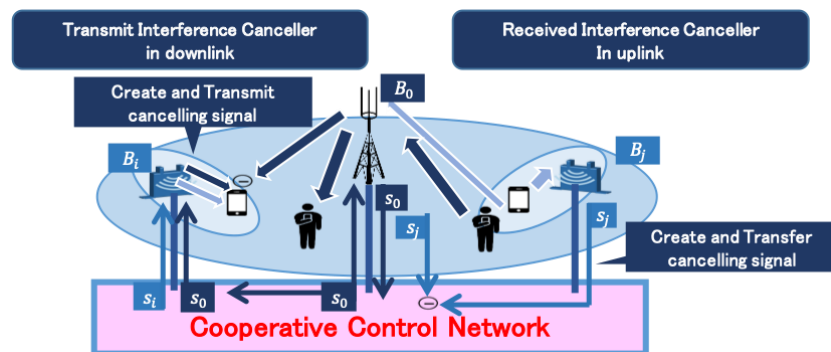 Transmit Interference Canceller
in downlink
Received Interference Canceller
In uplink
Create and Transmit
cancelling signal
B₀
Bᵢ
Bⱼ
s₀
sⱼ
sⱼ
Create and Transfer
cancelling signal
sᵢ
s₀
s₀
Cooperative Control Network